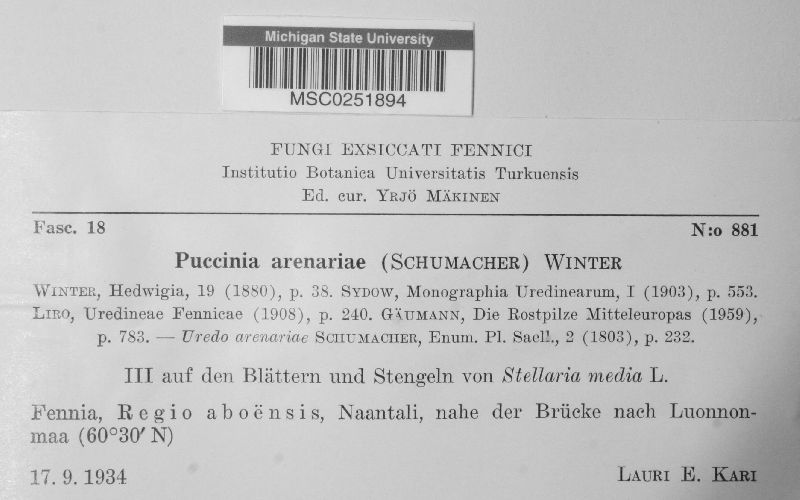 Michigan State University
MSC0251894
FUNGI EXSICCATI FENNICI
Institutio Botanica Universitatis Turkuensis
Ed. cur. YRJÖ MÄKINEN
Fasc. 18 N:o 881
Puccinia arenariae (SCHUMACHER) WINTER
WINTER, Hedwigia, 19 (1880), p. 38. SYDOW, Monographia Uredinearum, I (1903), p. 553.
LIRO, Uredineae Fennicae (1908), p. 240. GÄUMANN, Die Rostpilze Mitteleuropas (1959),
p. 783. — Uredo arenariae SCHUMACHER, Enum. Pl. Saell., 2 (1803), p. 232.
III auf den Blättern und Stengeln von Stellaria media L.
Fennia, Regio aboënsis, Naantali, nahe der Brücke nach Luonnon-
maa (60°30′ N)
17. 9. 1934 LAURI E. KARI